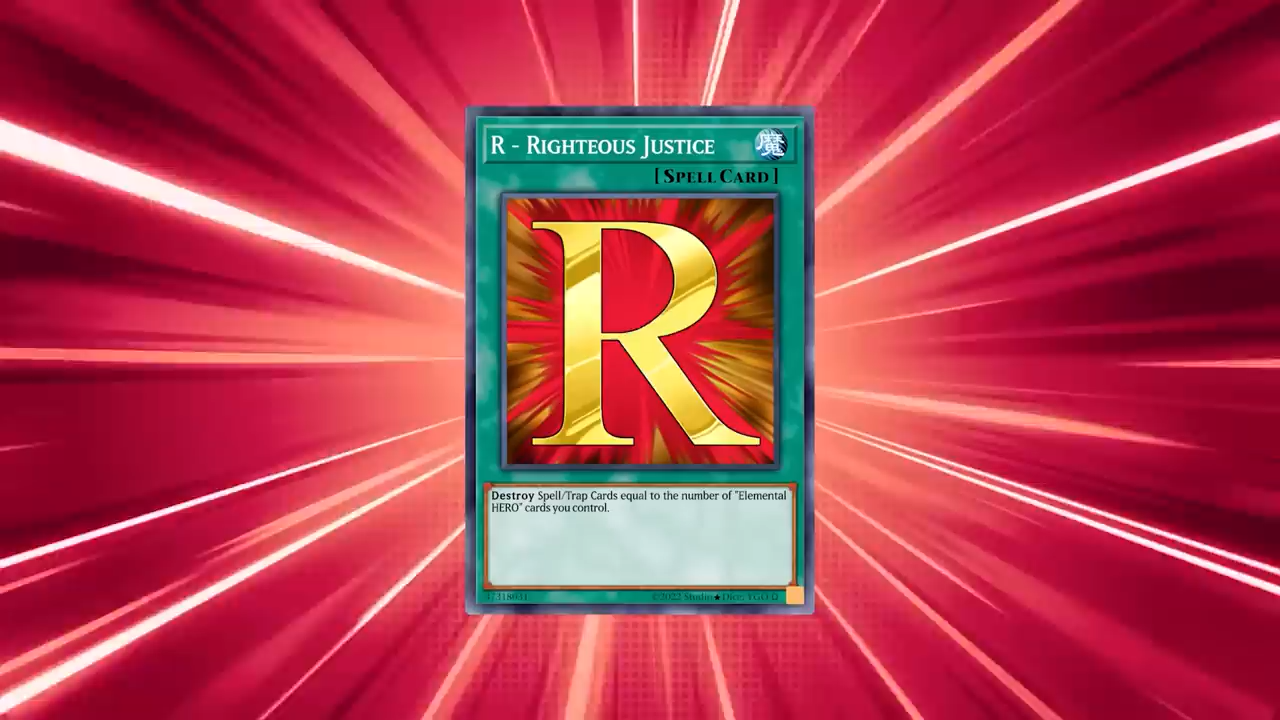 R - Righteous Justice
魔
[Spell Card]
R
Destroy Spell/Trap Cards equal to the number of "Elemental
HERO" cards you control.
37318031
©2022 Studio★Dice, YGO Ω